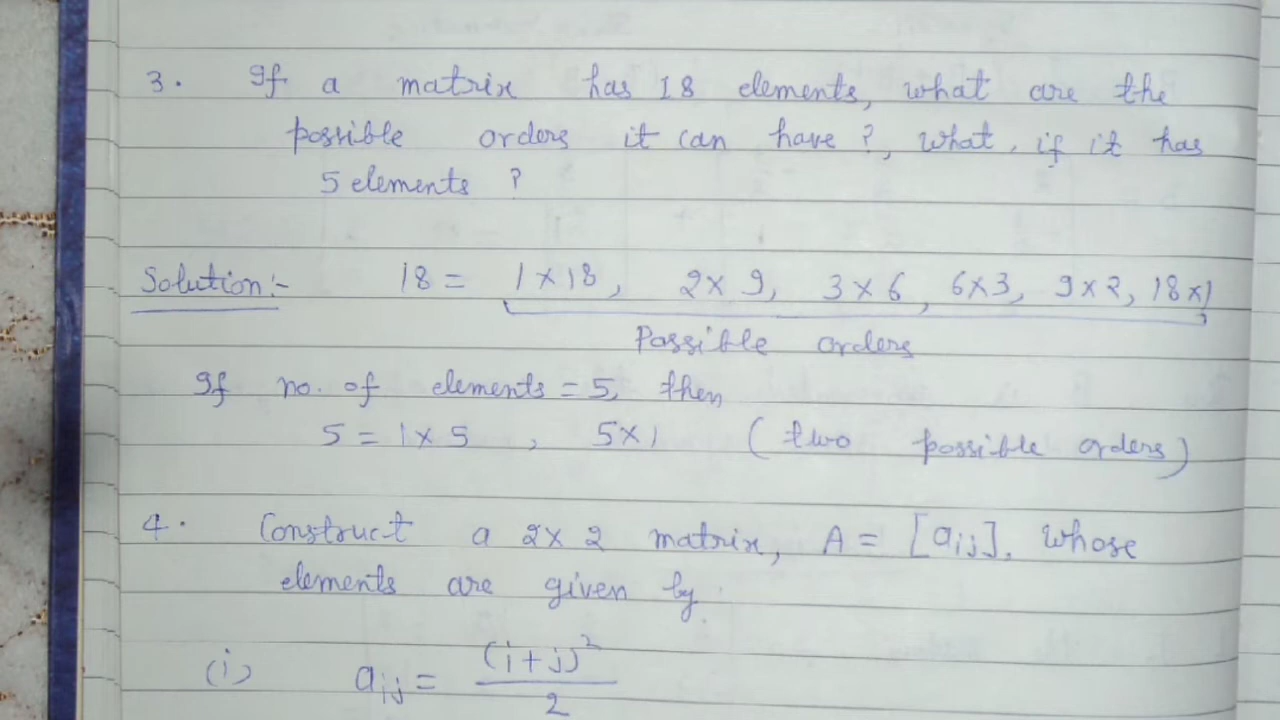 3. If a matrix has 18 elements, what are the
possible orders it can have ?, What, if it has
5 elements ?
Solution:- 18 = 1 × 18, 2 × 9, 3 × 6, 6×3, 9×2, 18×1
Possible orders
If no. of elements = 5, then
5 = 1 × 5 , 5×1 ( two possible orders)
4. Construct a 2×2 matrix, A = [aij], whose
elements are given by
(i) aij = (i+j)²/2